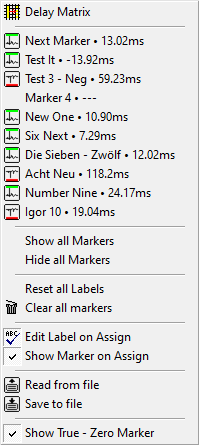 Delay Matrix
Next Marker • 13.02ms
Test It • -13.92ms
Test 3 - Neg • 59.23ms
Marker 4 • ---
New One • 10.90ms
Six Next • 7.29ms
Die Sieben - Zwölf • 12.02ms
Acht Neu • 118.2ms
Number Nine • 24.17ms
Igor 10 • 19.04ms
Show all Markers
Hide all Markers
Reset all Labels
Clear all markers
ABC Edit Label on Assign
Show Marker on Assign
Read from file
Save to file
Show True - Zero Marker